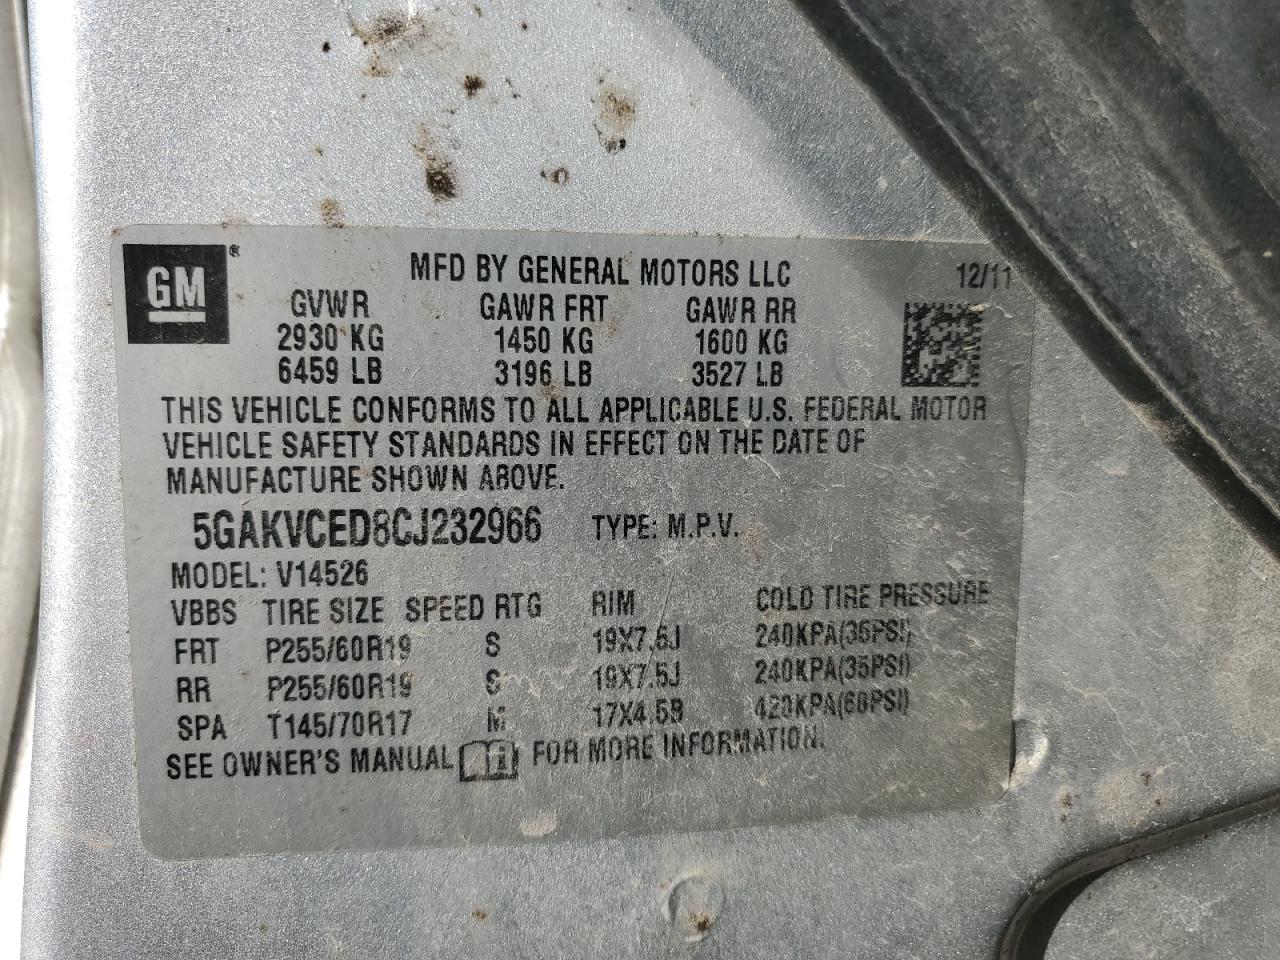 GM ®
MFD BY GENERAL MOTORS LLC 12/11
GVWR GAWR FRT GAWR RR
2930 KG 1450 KG 1600 KG
6459 LB 3196 LB 3527 LB
THIS VEHICLE CONFORMS TO ALL APPLICABLE U.S. FEDERAL MOTOR
VEHICLE SAFETY STANDARDS IN EFFECT ON THE DATE OF
MANUFACTURE SHOWN ABOVE.
5GAKVCED8CJ232966 TYPE: M.P.V.
MODEL: V14526
VBBS TIRE SIZE SPEED RTG RIM COLD TIRE PRESSURE
FRT P255/60R19 S 19X7.5J 240KPA(35PSI)
RR P255/60R19 S 19X7.5J 240KPA(35PSI)
SPA T145/70R17 M 17X4.5B 420KPA(60PSI)
SEE OWNER'S MANUAL i FOR MORE INFORMATION.